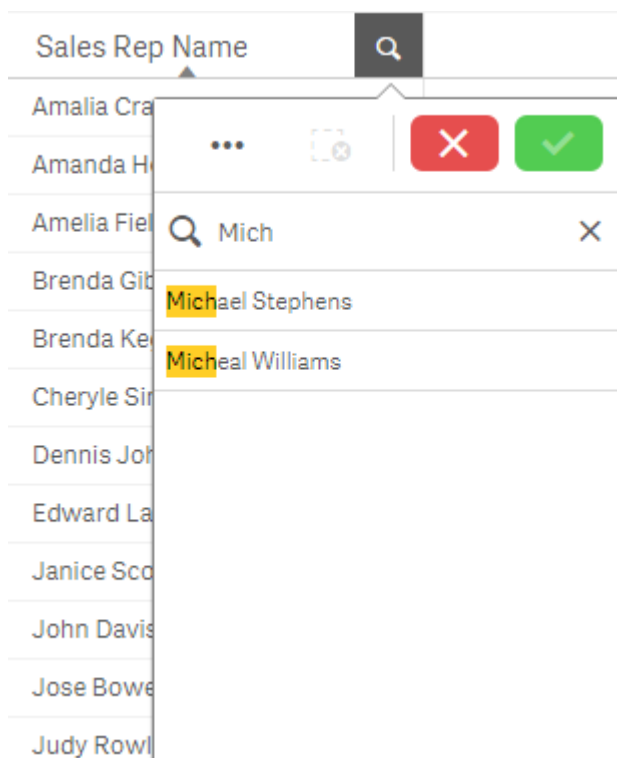 Sales Rep Name
Amalia Cra
Amanda H
Amelia Fiel
Brenda Gib
Brenda Ke
Cheryle Si
Dennis Joh
Edward La
Janice Sco
John Davis
Jose Bowe
Judy Rowl
Mich
Michael Stephens
Micheal Williams